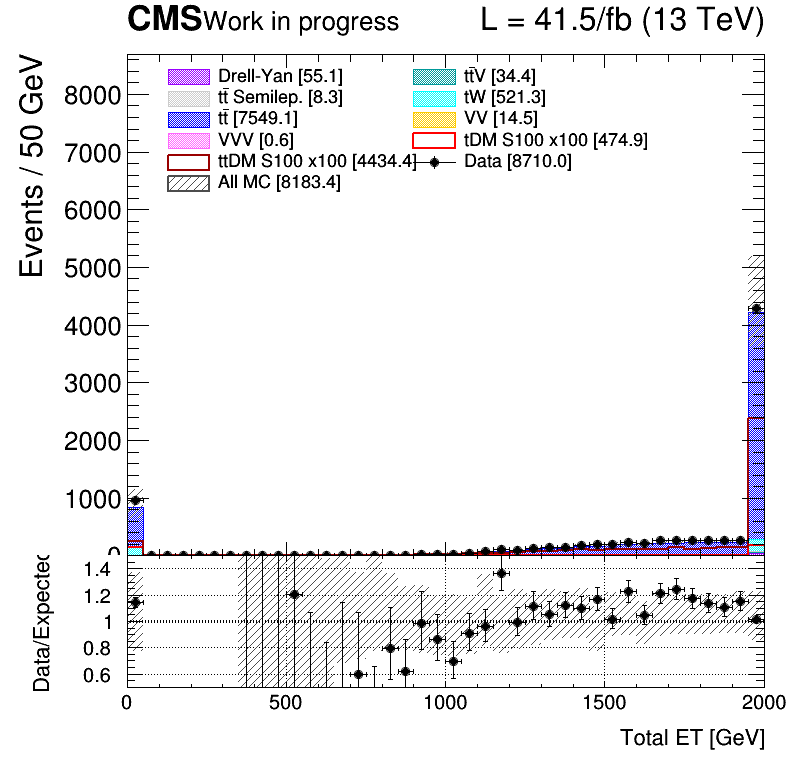 CMS Work in progress L = 41.5/fb (13 TeV)
Events / 50 GeV
Drell-Yan [55.1] tt̄V [34.4]
tt̄ Semilep. [8.3] tW [521.3]
tt̄ [7549.1] VV [14.5]
VVV [0.6] tDM S100 x100 [474.9]
ttDM S100 x100 [4434.4] Data [8710.0]
All MC [8183.4]
8000
7000
6000
5000
4000
3000
2000
1000
0
Data/Expected
1.4
1.2
1
0.8
0.6
0 500 1000 1500 2000
Total ET [GeV]